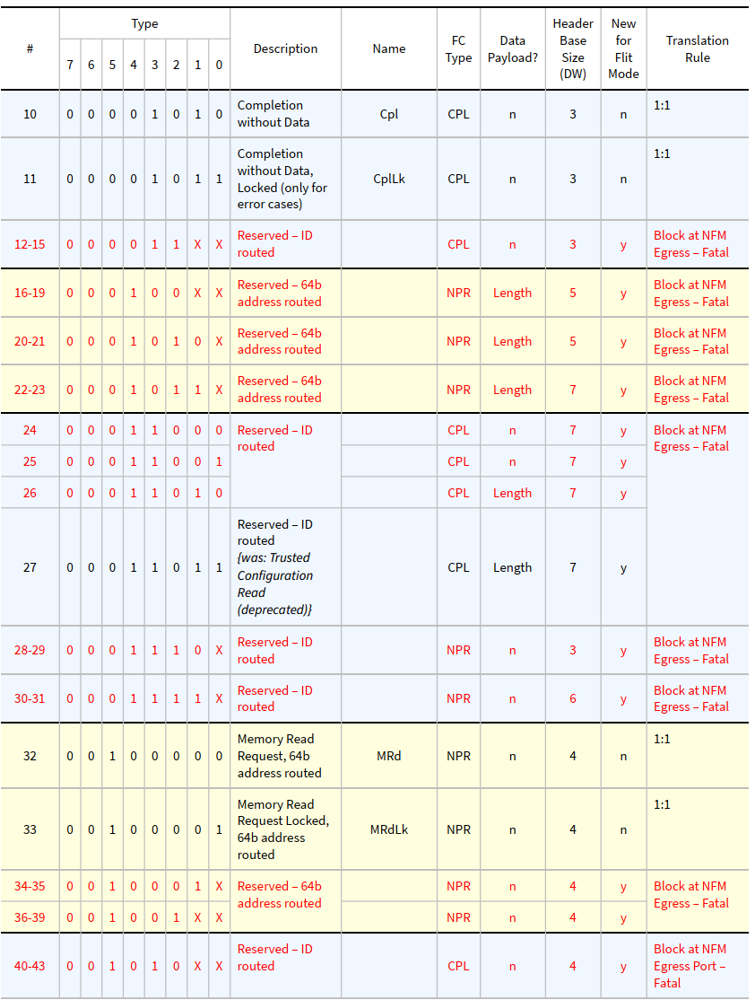 # Type Description Name FC Type Data Payload? Header Base Size (DW) New for Flit Mode Translation Rule
7 6 5 4 3 2 1 0
10 0 0 0 0 1 0 1 0 Completion without Data Cpl CPL n 3 n 1:1
11 0 0 0 0 1 0 1 1 Completion without Data, Locked (only for error cases) CplLk CPL n 3 n 1:1
12-15 0 0 0 0 1 1 X X Reserved – ID routed CPL n 3 y Block at NFM Egress – Fatal
16-19 0 0 0 1 0 0 X X Reserved – 64b address routed NPR Length 5 y Block at NFM Egress – Fatal
20-21 0 0 0 1 0 1 0 X Reserved – 64b address routed NPR Length 5 y Block at NFM Egress – Fatal
22-23 0 0 0 1 0 1 1 X Reserved – 64b address routed NPR Length 7 y Block at NFM Egress – Fatal
24 0 0 0 1 1 0 0 0 Reserved – ID routed CPL n 7 y Block at NFM Egress – Fatal
25 0 0 0 1 1 0 0 1 CPL n 7 y
26 0 0 0 1 1 0 1 0 CPL Length 7 y
27 0 0 0 1 1 0 1 1 Reserved – ID routed {was: Trusted Configuration Read (deprecated)} CPL Length 7 y
28-29 0 0 0 1 1 1 0 X Reserved – ID routed NPR n 3 y Block at NFM Egress – Fatal
30-31 0 0 0 1 1 1 1 X Reserved – ID routed NPR n 6 y Block at NFM Egress – Fatal
32 0 0 1 0 0 0 0 0 Memory Read Request, 64b address routed MRd NPR n 4 n 1:1
33 0 0 1 0 0 0 0 1 Memory Read Request Locked, 64b address routed MRdLk NPR n 4 n 1:1
34-35 0 0 1 0 0 0 1 X Reserved – 64b address routed NPR n 4 y Block at NFM Egress – Fatal
36-39 0 0 1 0 0 1 X X NPR n 4 y
40-43 0 0 1 0 1 0 X X Reserved – ID routed CPL n 4 y Block at NFM Egress Port – Fatal